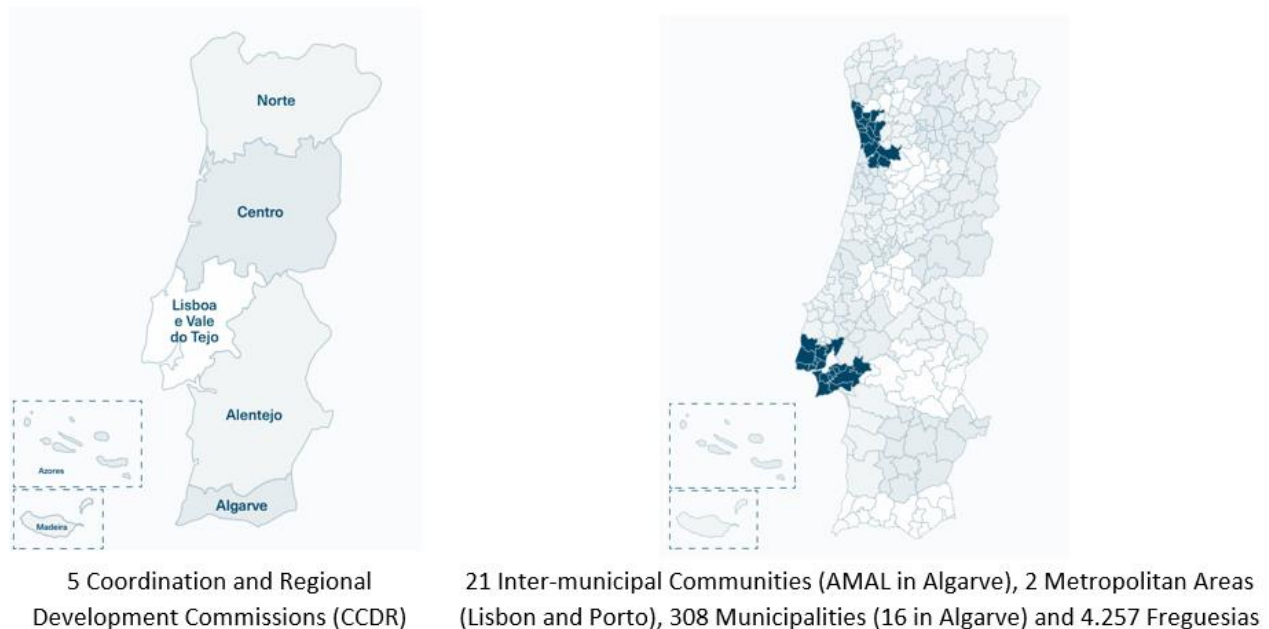 Norte
Centro
Lisboa
e Vale
do Tejo
Alentejo
Algarve
Azores
Madeira
5 Coordination and Regional
Development Commissions (CCDR)
21 Inter-municipal Communities (AMAL in Algarve), 2 Metropolitan Areas
(Lisbon and Porto), 308 Municipalities (16 in Algarve) and 4.257 Freguesias